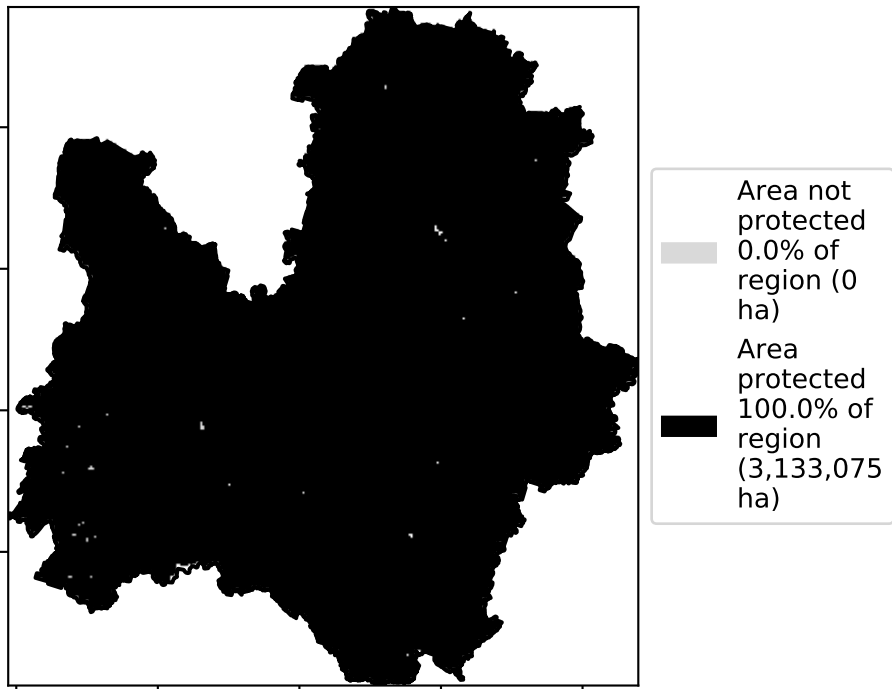 Area not
protected
0.0% of
region (0
ha)
Area
protected
100.0% of
region
(3,133,075
ha)